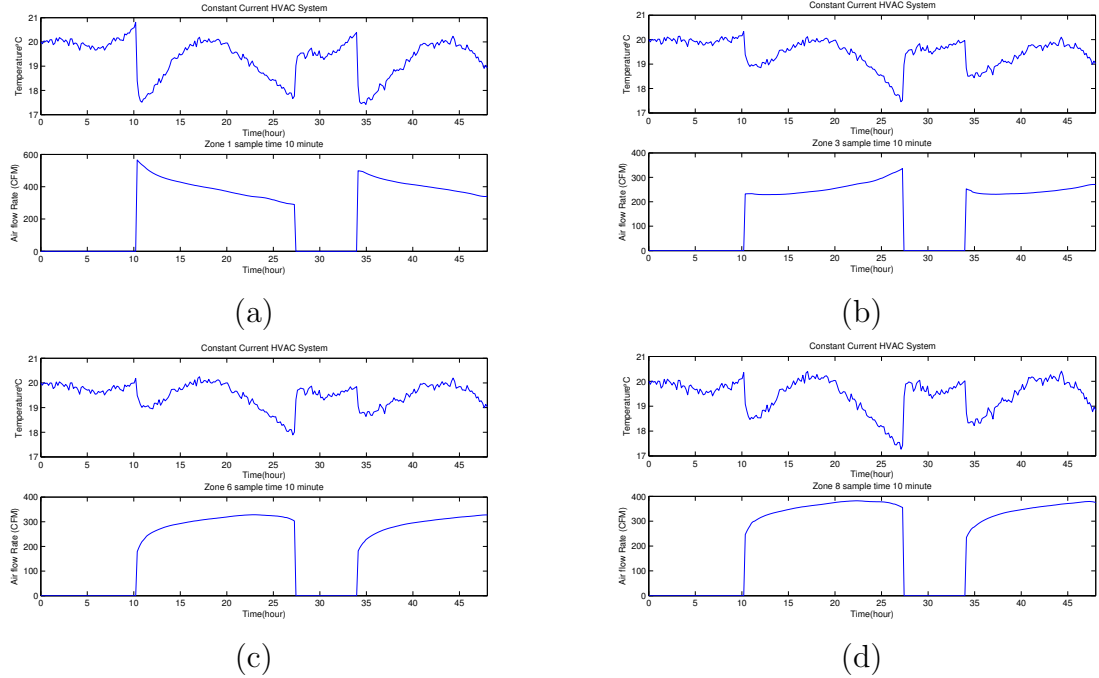 Constant Current HVAC System
21
20
19
18
17
Temperature°C
0 5 10 15 20 25 30 35 40 45
Time(hour)
Zone 1 sample time 10 minute
600
400
200
0
Air flow Rate (CFM)
0 5 10 15 20 25 30 35 40 45
Time(hour)
(a)
Constant Current HVAC System
21
20
19
18
17
Temperature°C
0 5 10 15 20 25 30 35 40 45
Time(hour)
Zone 3 sample time 10 minute
400
300
200
100
0
Air flow Rate (CFM)
0 5 10 15 20 25 30 35 40 45
Time(hour)
(b)
Constant Current HVAC System
21
20
19
18
17
Temperature°C
0 5 10 15 20 25 30 35 40 45
Time(hour)
Zone 6 sample time 10 minute
400
300
200
100
0
Air flow Rate (CFM)
0 5 10 15 20 25 30 35 40 45
Time(hour)
(c)
Constant Current HVAC System
21
20
19
18
17
Temperature°C
0 5 10 15 20 25 30 35 40 45
Time(hour)
Zone 8 sample time 10 minute
400
300
200
100
0
Air flow Rate (CFM)
0 5 10 15 20 25 30 35 40 45
Time(hour)
(d)